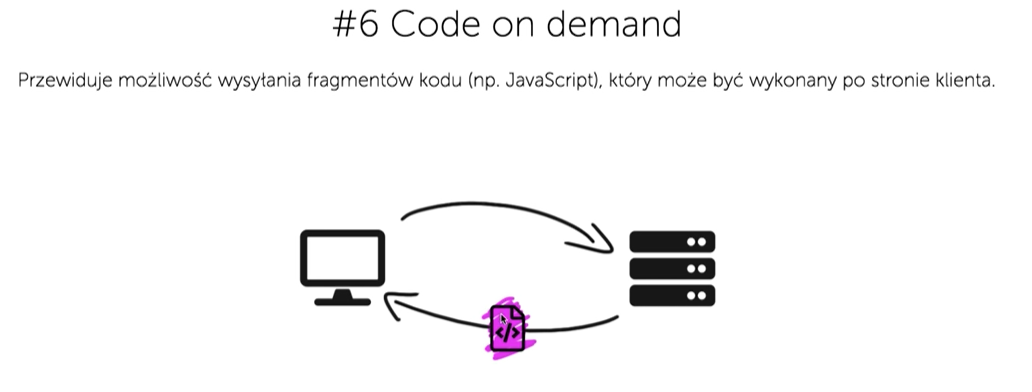 #6 Code on demand
Przewiduje możliwość wysyłania fragmentów kodu (np. JavaScript), który może być wykonany po stronie klienta.
</>